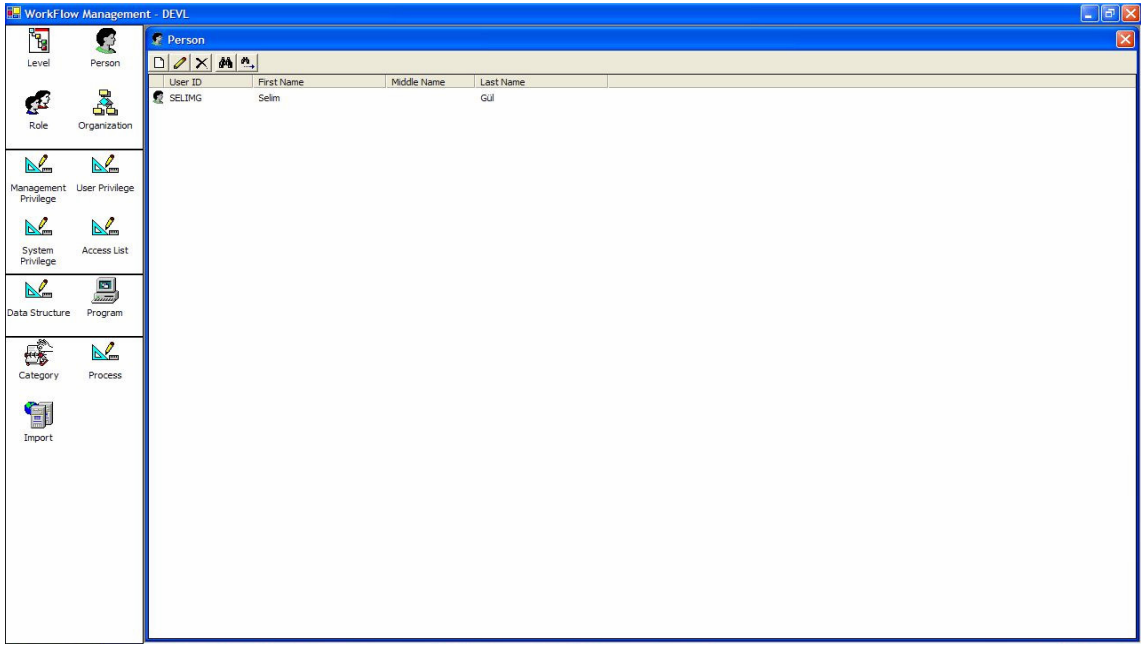 WorkFlow Management - DEVL
Level Person
Role Organization
Management Privilege User Privilege
System Privilege Access List
Data Structure Program
Category Process
Import
Person
User ID First Name Middle Name Last Name
SELIMG Selim Gül